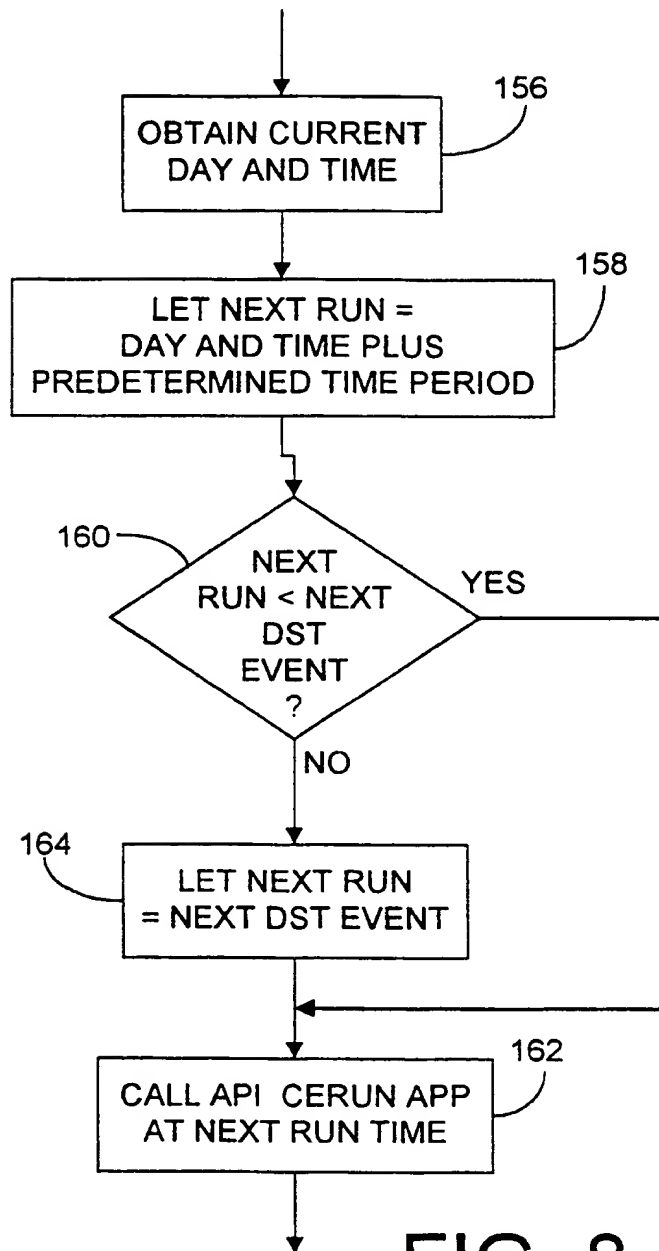 156
OBTAIN CURRENT
DAY AND TIME
158
LET NEXT RUN =
DAY AND TIME PLUS
PREDETERMINED TIME PERIOD
160
NEXT
RUN < NEXT
DST
EVENT
?
YES
NO
164
LET NEXT RUN
= NEXT DST EVENT
162
CALL API CERUN APP
AT NEXT RUN TIME
FIG. 8